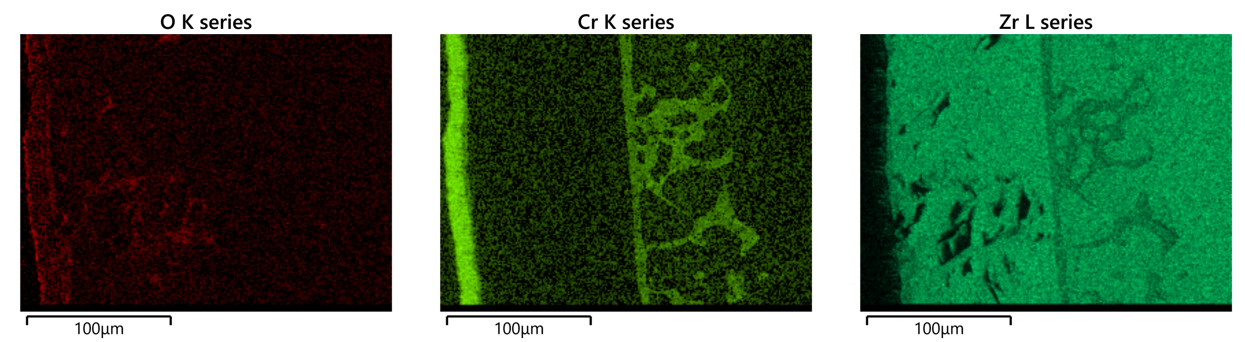 O K series
Cr K series
Zr L series
100μm
100μm
100μm